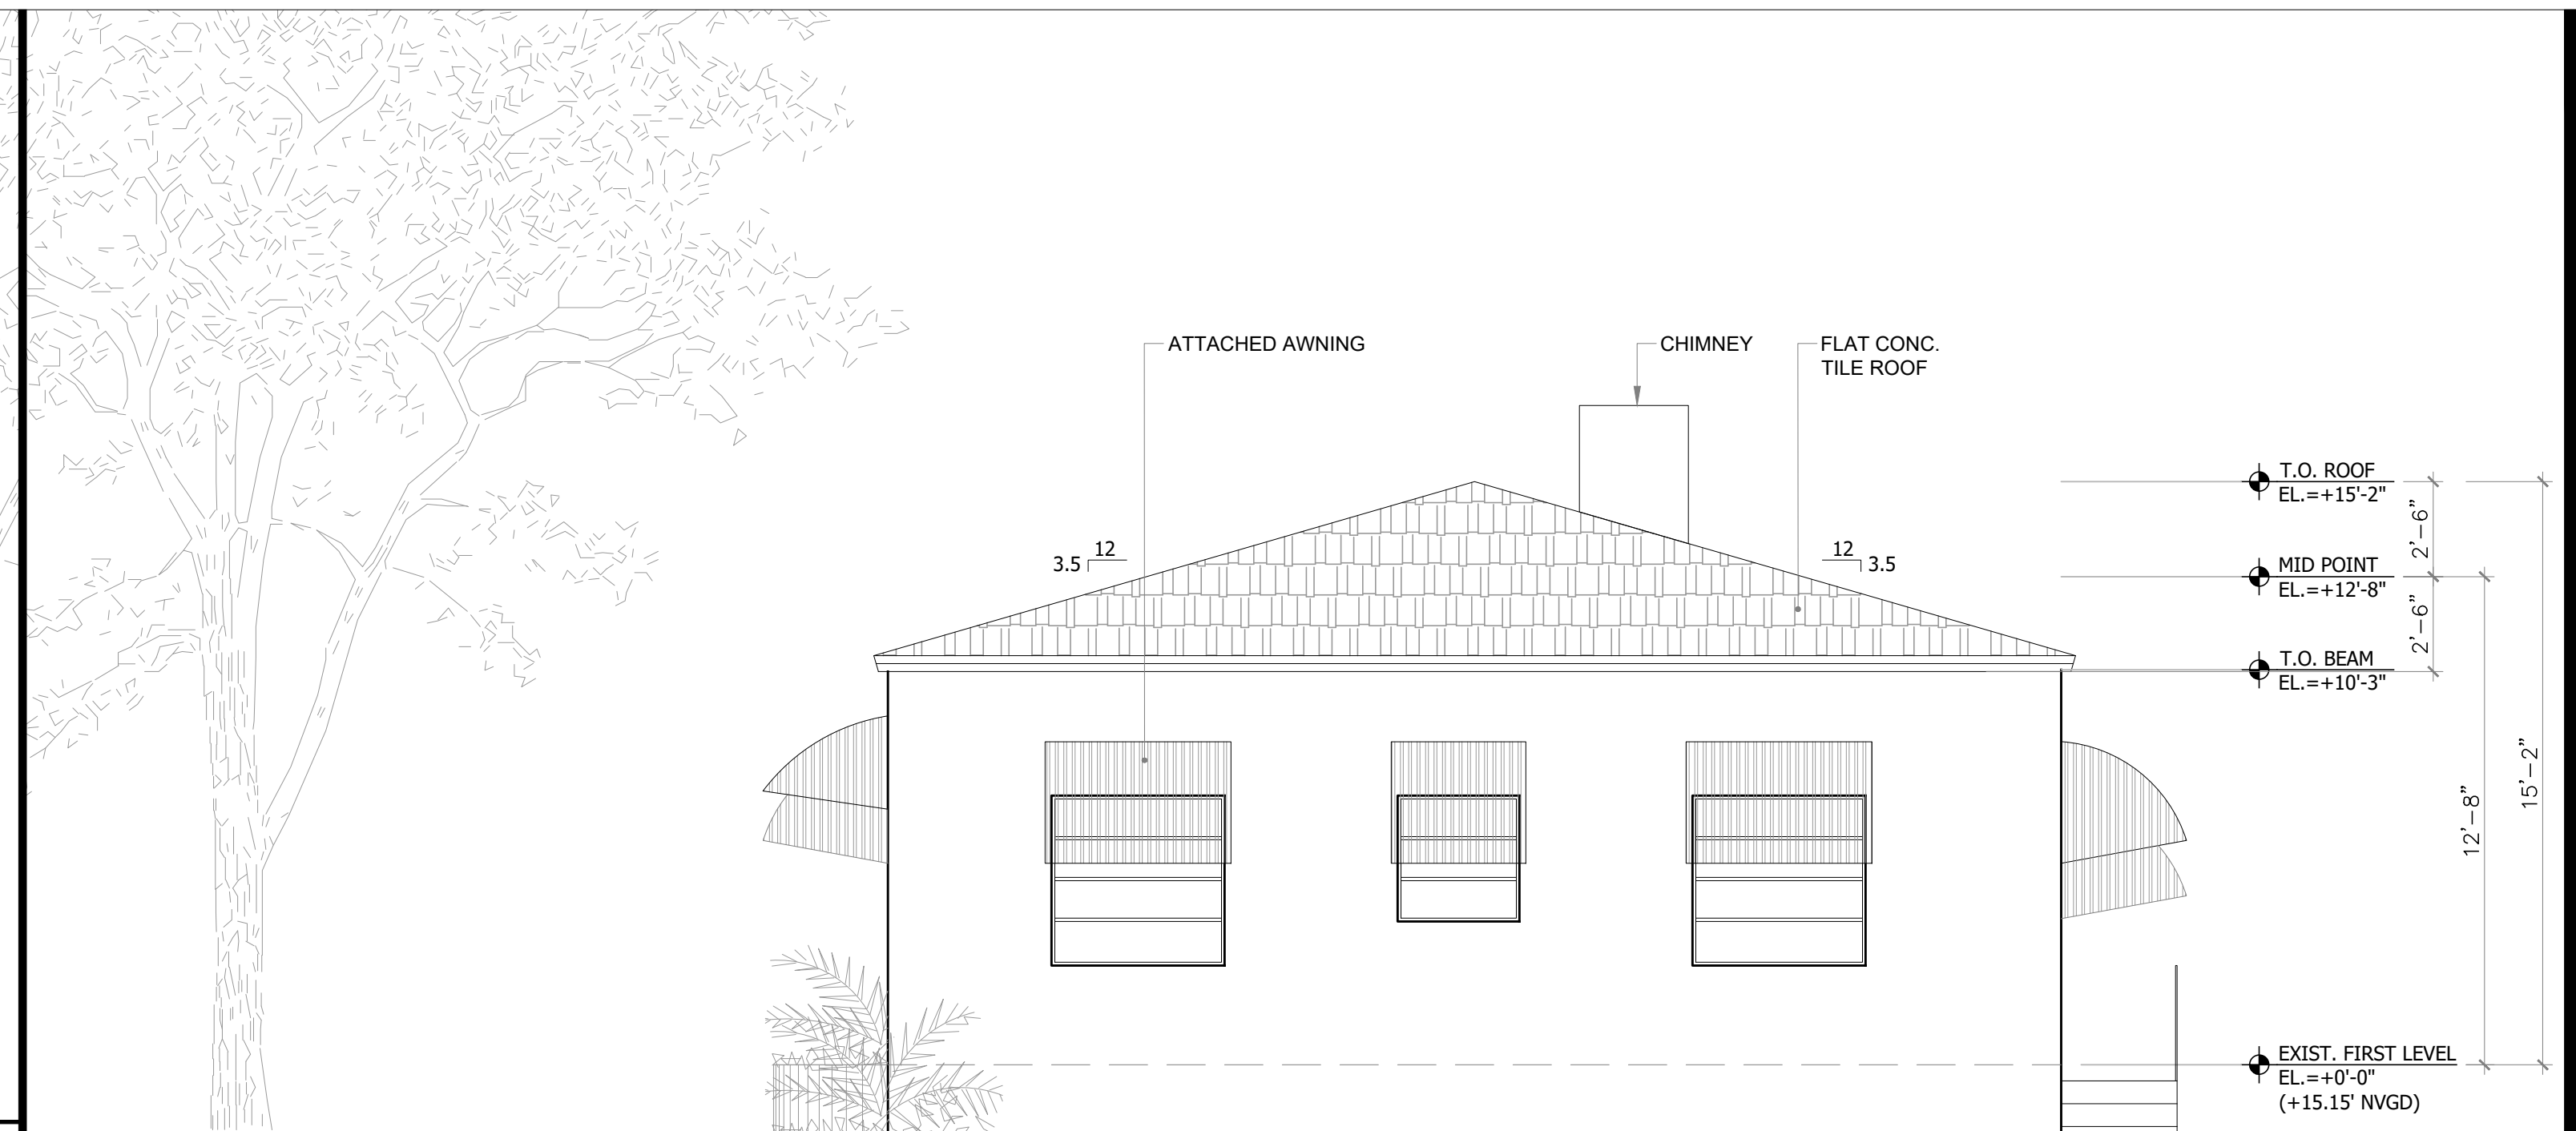 ATTACHED AWNING
CHIMNEY
FLAT CONC.
TILE ROOF
12
3.5
12
3.5
T.O. ROOF
EL.=+15'-2"
MID POINT
EL.=+12'-8"
T.O. BEAM
EL.=+10'-3"
2'-6"
2'-6"
12'-8"
15'-2"
EXIST. FIRST LEVEL
EL.=+0'-0"
(+15.15' NVGD)